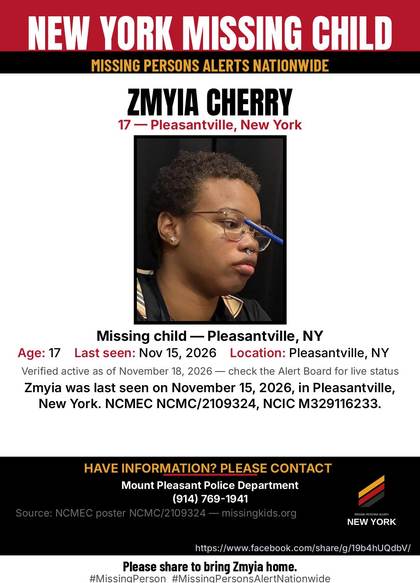 NEW YORK MISSING CHILD
MISSING PERSONS ALERTS NATIONWIDE
ZMYIA CHERRY
17 — Pleasantville, New York
Missing child — Pleasantville, NY
Age: 17 Last seen: Nov 15, 2026 Location: Pleasantville, NY
Verified active as of November 18, 2026 — check the Alert Board for live status
Zmyia was last seen on November 15, 2026, in Pleasantville,
New York. NCMEC NCMC/2109324, NCIC M329116233.
HAVE INFORMATION? PLEASE CONTACT
Mount Pleasant Police Department
(914) 769-1941
Source: NCMEC poster NCMC/2109324 — missingkids.org
MISSING PERSONS ALERT
NEW YORK
https://www.facebook.com/share/g/19b4hUQdbV/
Please share to bring Zmyia home.
#MissingPerson #MissingPersonsAlertNationwide